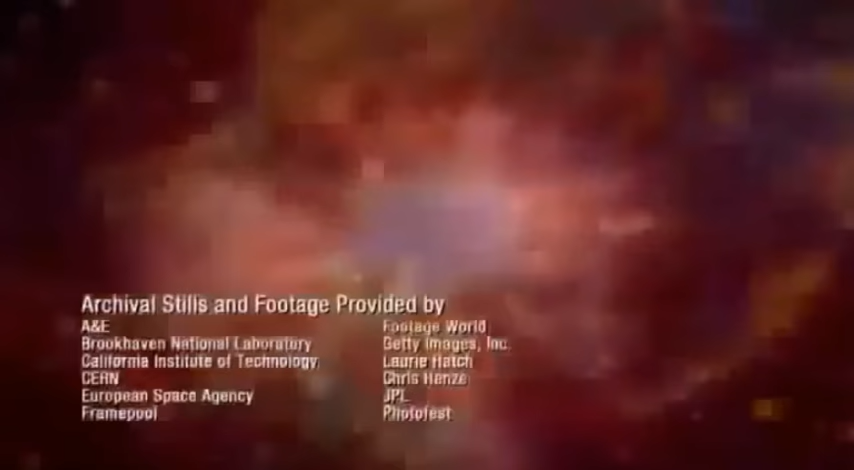 Archival Stills and Footage Provided by
A&E
Brookhaven National Laboratory
California Institute of Technology
CERN
European Space Agency
Framepool
Footage World
Getty Images, Inc.
Laurie Hatch
Chris Henze
JPL
Photofest